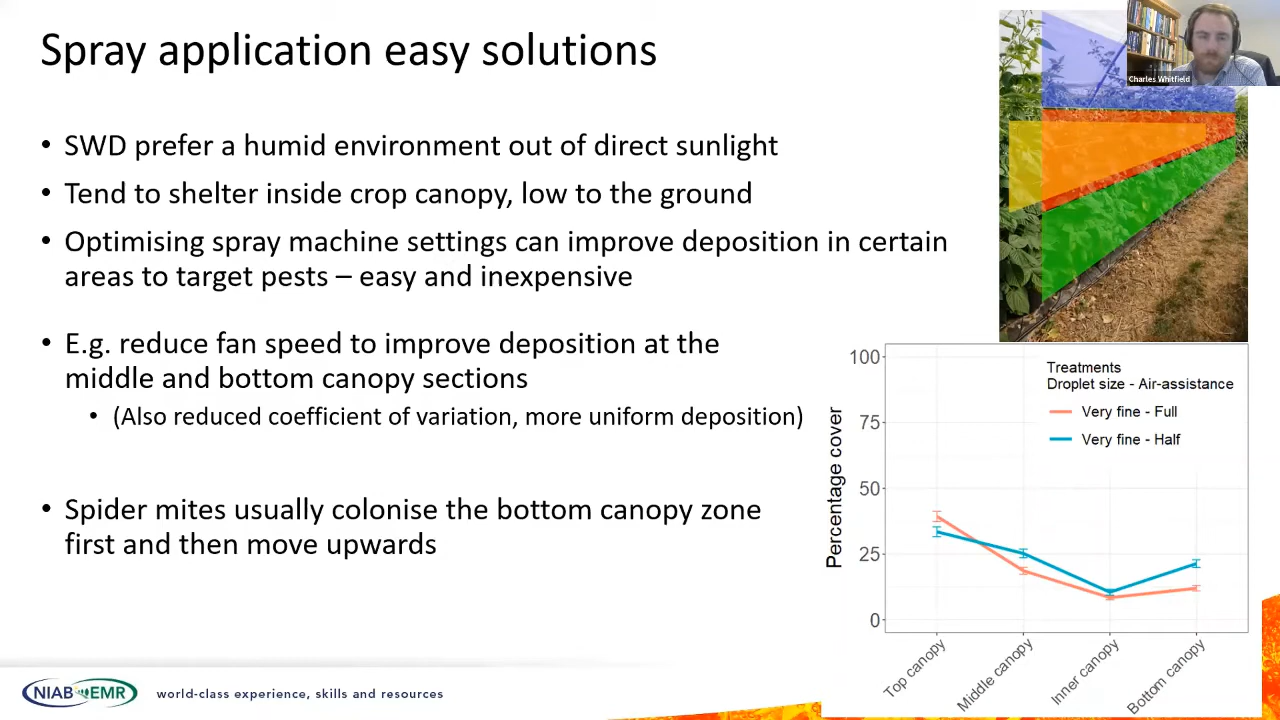 Spray application easy solutions
Charles Whitfield
• SWD prefer a humid environment out of direct sunlight
• Tend to shelter inside crop canopy, low to the ground
• Optimising spray machine settings can improve deposition in certain
areas to target pests – easy and inexpensive
• E.g. reduce fan speed to improve deposition at the
middle and bottom canopy sections
• (Also reduced coefficient of variation, more uniform deposition)
• Spider mites usually colonise the bottom canopy zone
first and then move upwards
Percentage cover
100
75
50
25
0
Treatments
Droplet size - Air-assistance
Very fine - Full
Very fine - Half
Top canopy
Middle canopy
Inner canopy
Bottom canopy
NIAB EMR
world-class experience, skills and resources